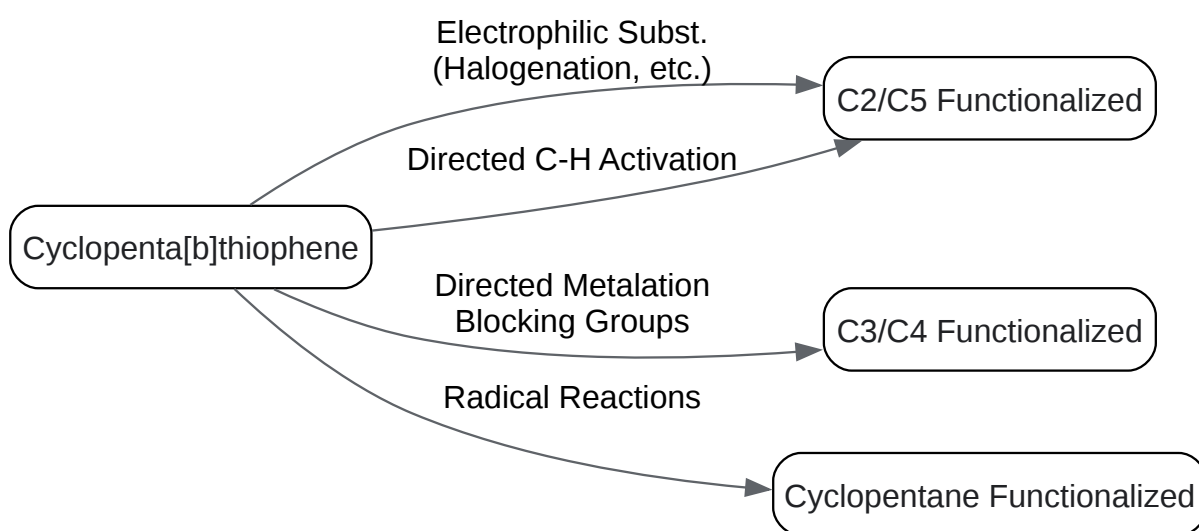 Electrophilic Subst.
(Halogenation, etc.)
C2/C5 Functionalized
Directed C-H Activation
Cyclopenta[b]thiophene
Directed Metalation
Blocking Groups
C3/C4 Functionalized
Radical Reactions
Cyclopentane Functionalized